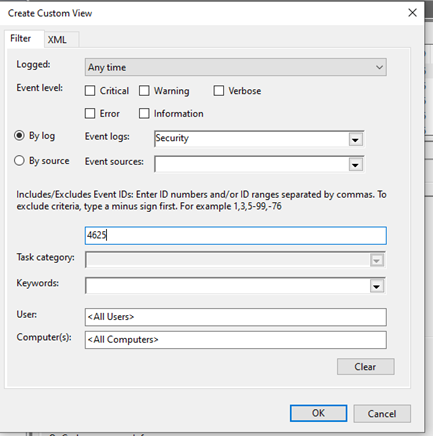 Create Custom View
Filter XML
Logged: Any time
Event level: Critical Warning Verbose
Error Information
By log Event logs: Security
By source Event sources:
Includes/Excludes Event IDs: Enter ID numbers and/or ID ranges separated by commas. To
exclude criteria, type a minus sign first. For example 1,3,5-99,-76
4625
Task category:
Keywords:
User: <All Users>
Computer(s): <All Computers>
Clear
OK Cancel